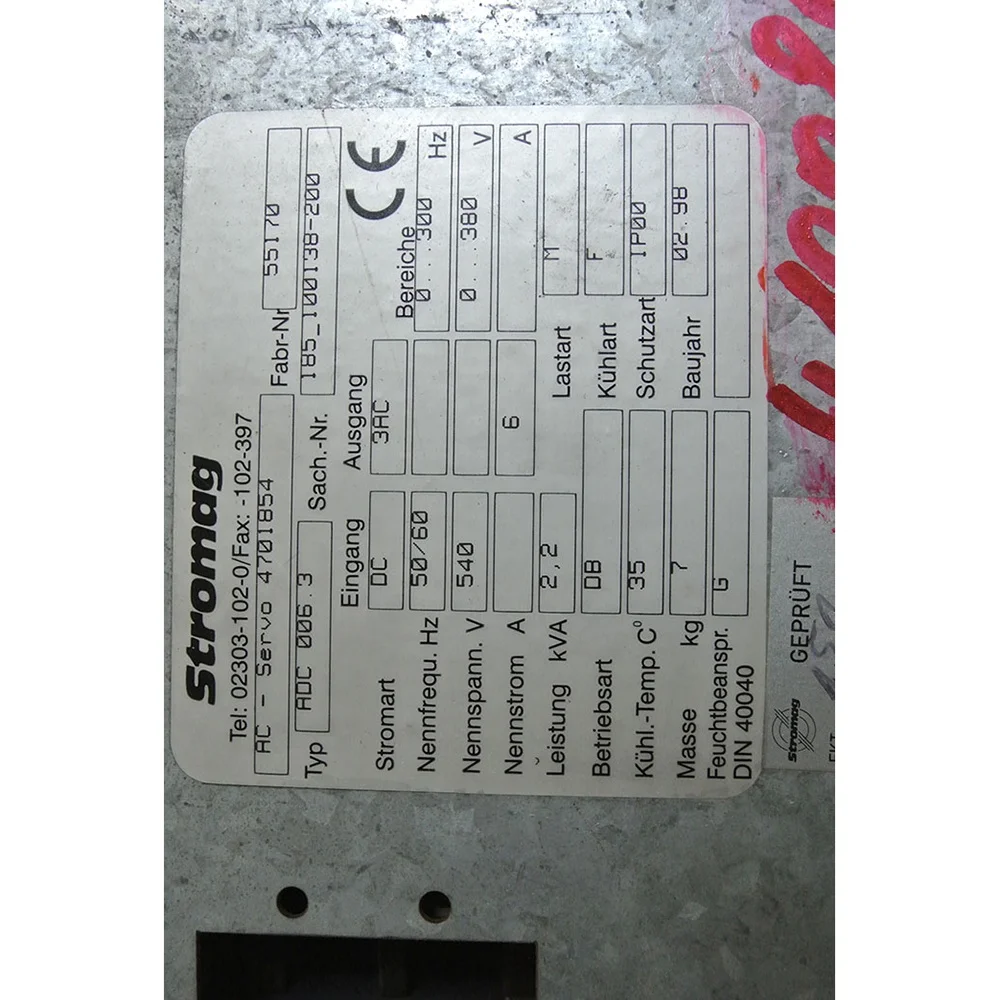 Stromag
Tel: 02303-102-0/Fax: -102-397
AC - Servo 4701854 Fabr-Nr 55170
Typ ADC 006.3 Sach.-Nr. 185_100138-200
CE
Eingang Ausgang Bereiche
Stromart DC 3AC
Nennfrequ. Hz 50/60 0...300 Hz
Nennspann. V 540 0...380 V
Nennstrom A 6 A
Leistung kVA 2,2 Lastart M
Betriebsart DB Kühlart F
Kühl.-Temp. C° 35 Schutzart IP00
Masse kg 7 Baujahr 02.98
Feuchtbeanspr. G
DIN 40040
stromag GEPRÜFT